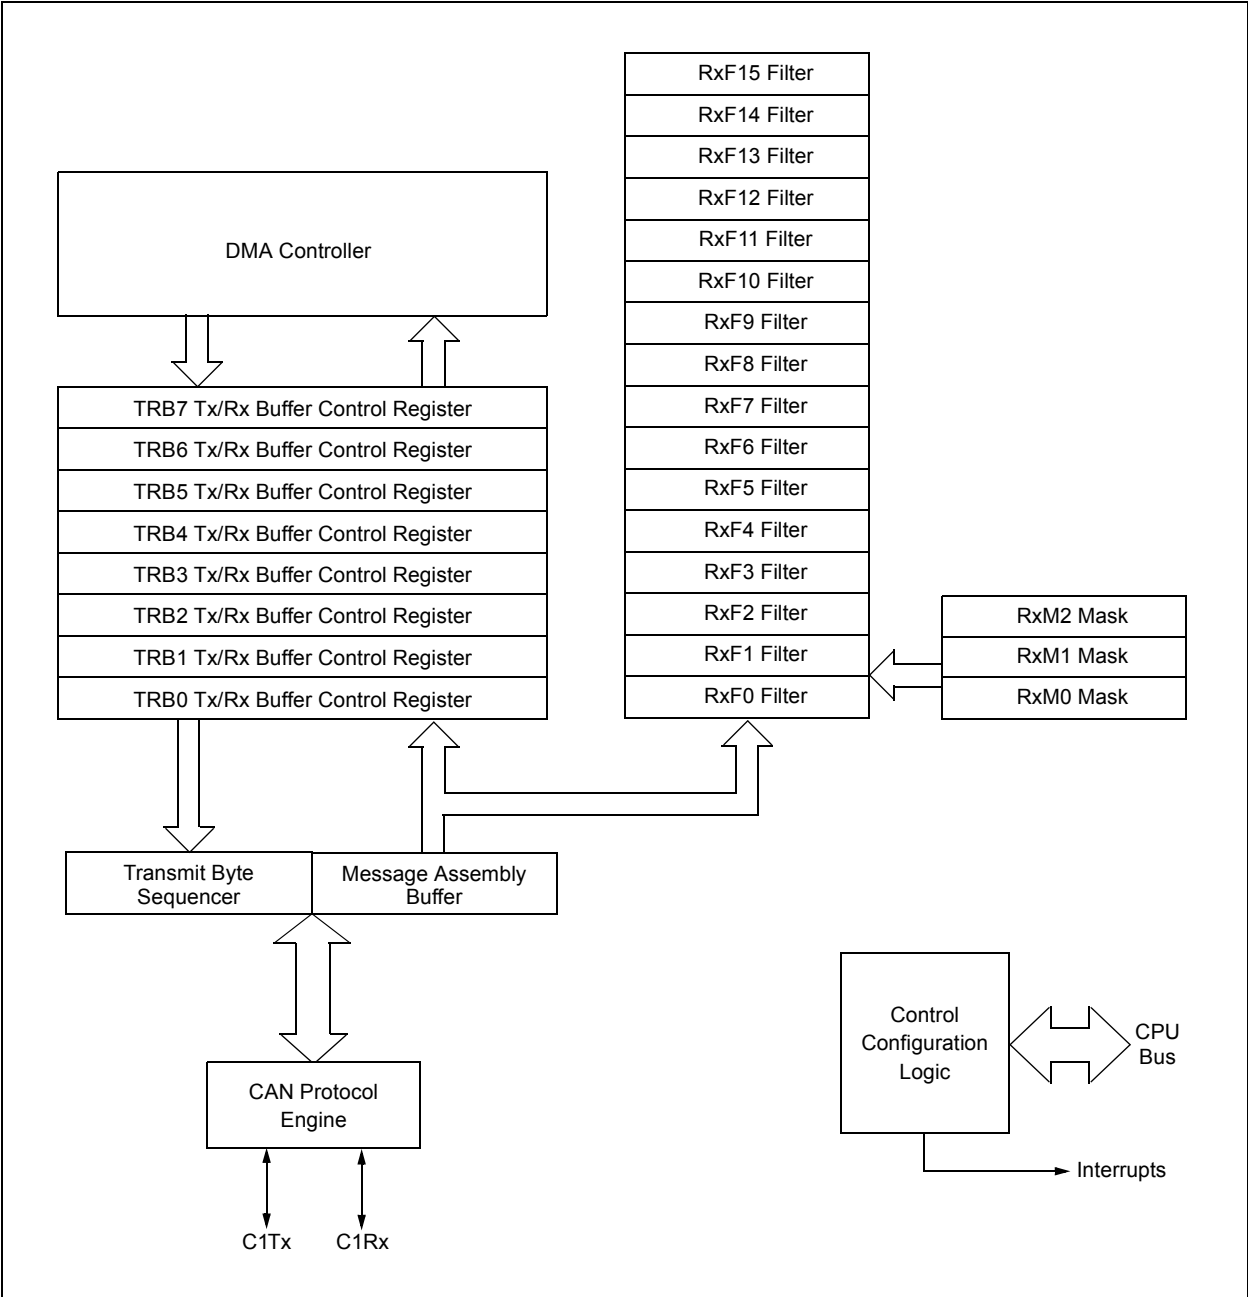 RxF15 Filter
RxF14 Filter
RxF13 Filter
RxF12 Filter
RxF11 Filter
RxF10 Filter
RxF9 Filter
RxF8 Filter
RxF7 Filter
RxF6 Filter
RxF5 Filter
RxF4 Filter
RxF3 Filter
RxF2 Filter
RxF1 Filter
RxF0 Filter
DMA Controller
TRB7 Tx/Rx Buffer Control Register
TRB6 Tx/Rx Buffer Control Register
TRB5 Tx/Rx Buffer Control Register
TRB4 Tx/Rx Buffer Control Register
TRB3 Tx/Rx Buffer Control Register
TRB2 Tx/Rx Buffer Control Register
TRB1 Tx/Rx Buffer Control Register
TRB0 Tx/Rx Buffer Control Register
RxM2 Mask
RxM1 Mask
RxM0 Mask
Transmit Byte
Sequencer
Message Assembly
Buffer
CAN Protocol
Engine
C1Tx
C1Rx
Control
Configuration
Logic
CPU
Bus
Interrupts